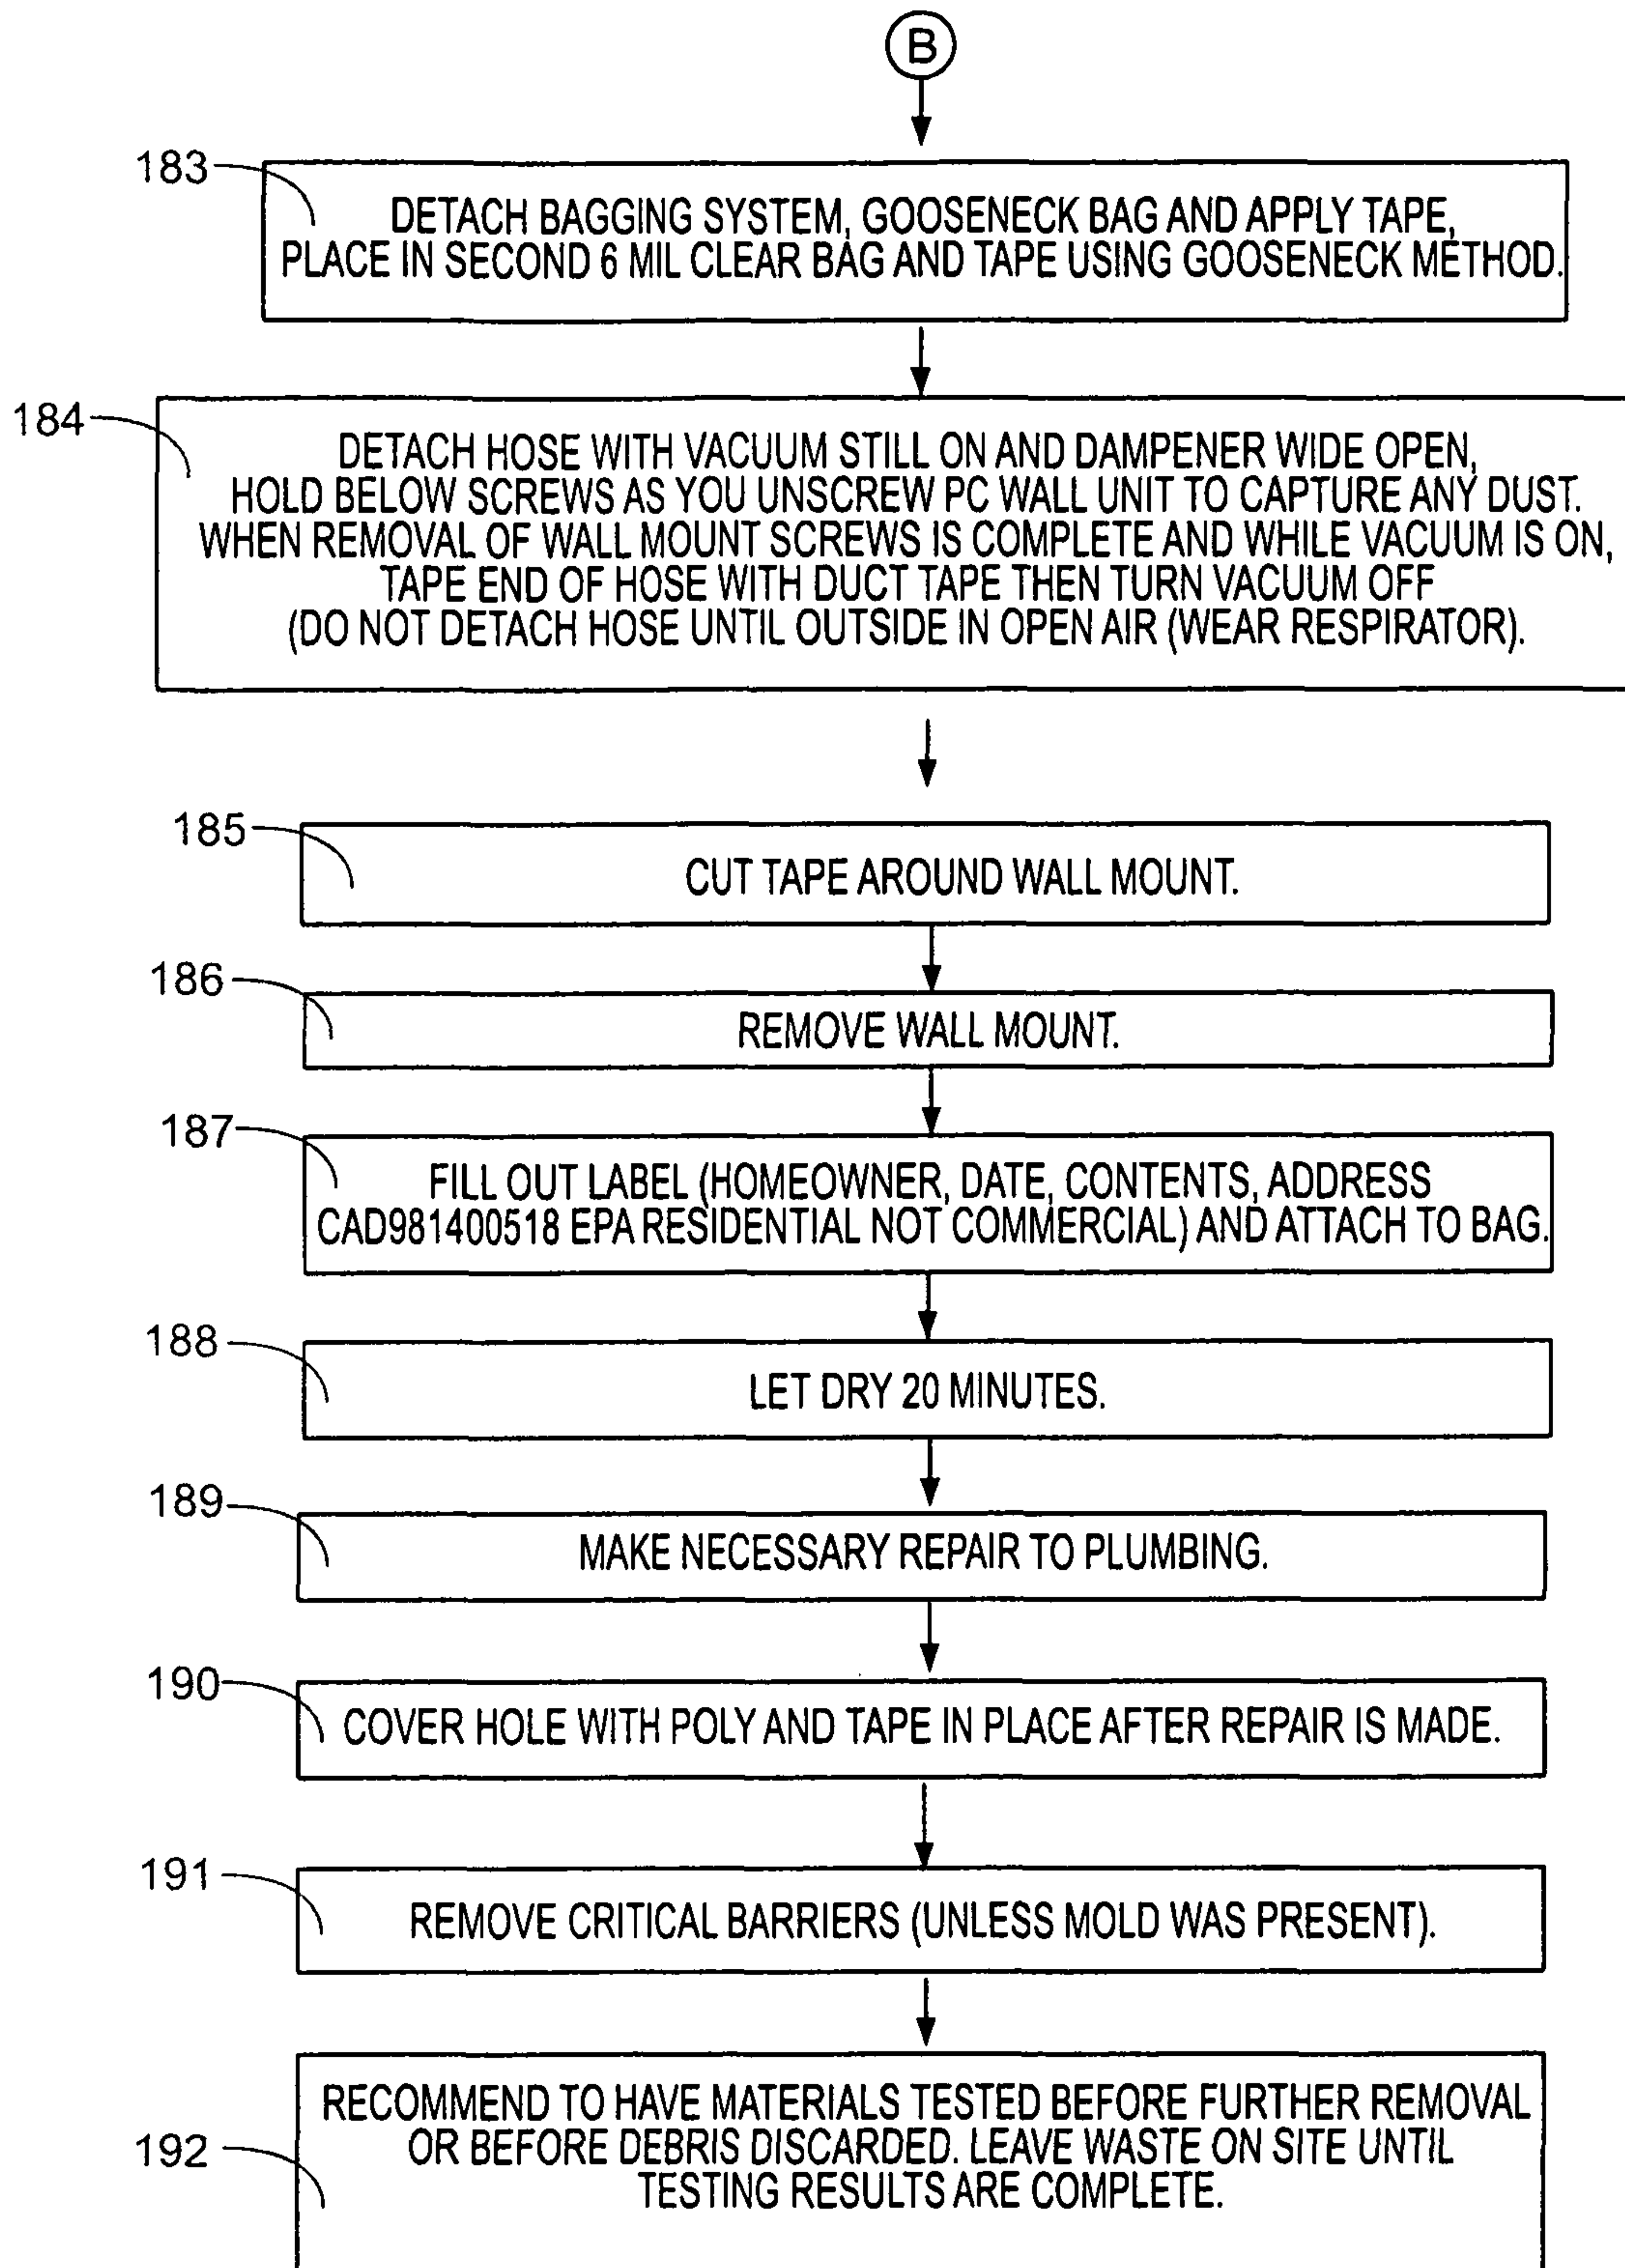 B
183
DETACH BAGGING SYSTEM, GOOSENECK BAG AND APPLY TAPE,
PLACE IN SECOND 6 MIL CLEAR BAG AND TAPE USING GOOSENECK METHOD.
184
DETACH HOSE WITH VACUUM STILL ON AND DAMPENER WIDE OPEN,
HOLD BELOW SCREWS AS YOU UNSCREW PC WALL UNIT TO CAPTURE ANY DUST.
WHEN REMOVAL OF WALL MOUNT SCREWS IS COMPLETE AND WHILE VACUUM IS ON,
TAPE END OF HOSE WITH DUCT TAPE THEN TURN VACUUM OFF
(DO NOT DETACH HOSE UNTIL OUTSIDE IN OPEN AIR (WEAR RESPIRATOR).
185
CUT TAPE AROUND WALL MOUNT.
186
REMOVE WALL MOUNT.
187
FILL OUT LABEL (HOMEOWNER, DATE, CONTENTS, ADDRESS
CAD981400518 EPA RESIDENTIAL NOT COMMERCIAL) AND ATTACH TO BAG.
188
LET DRY 20 MINUTES.
189
MAKE NECESSARY REPAIR TO PLUMBING.
190
COVER HOLE WITH POLY AND TAPE IN PLACE AFTER REPAIR IS MADE.
191
REMOVE CRITICAL BARRIERS (UNLESS MOLD WAS PRESENT).
192
RECOMMEND TO HAVE MATERIALS TESTED BEFORE FURTHER REMOVAL
OR BEFORE DEBRIS DISCARDED. LEAVE WASTE ON SITE UNTIL
TESTING RESULTS ARE COMPLETE.